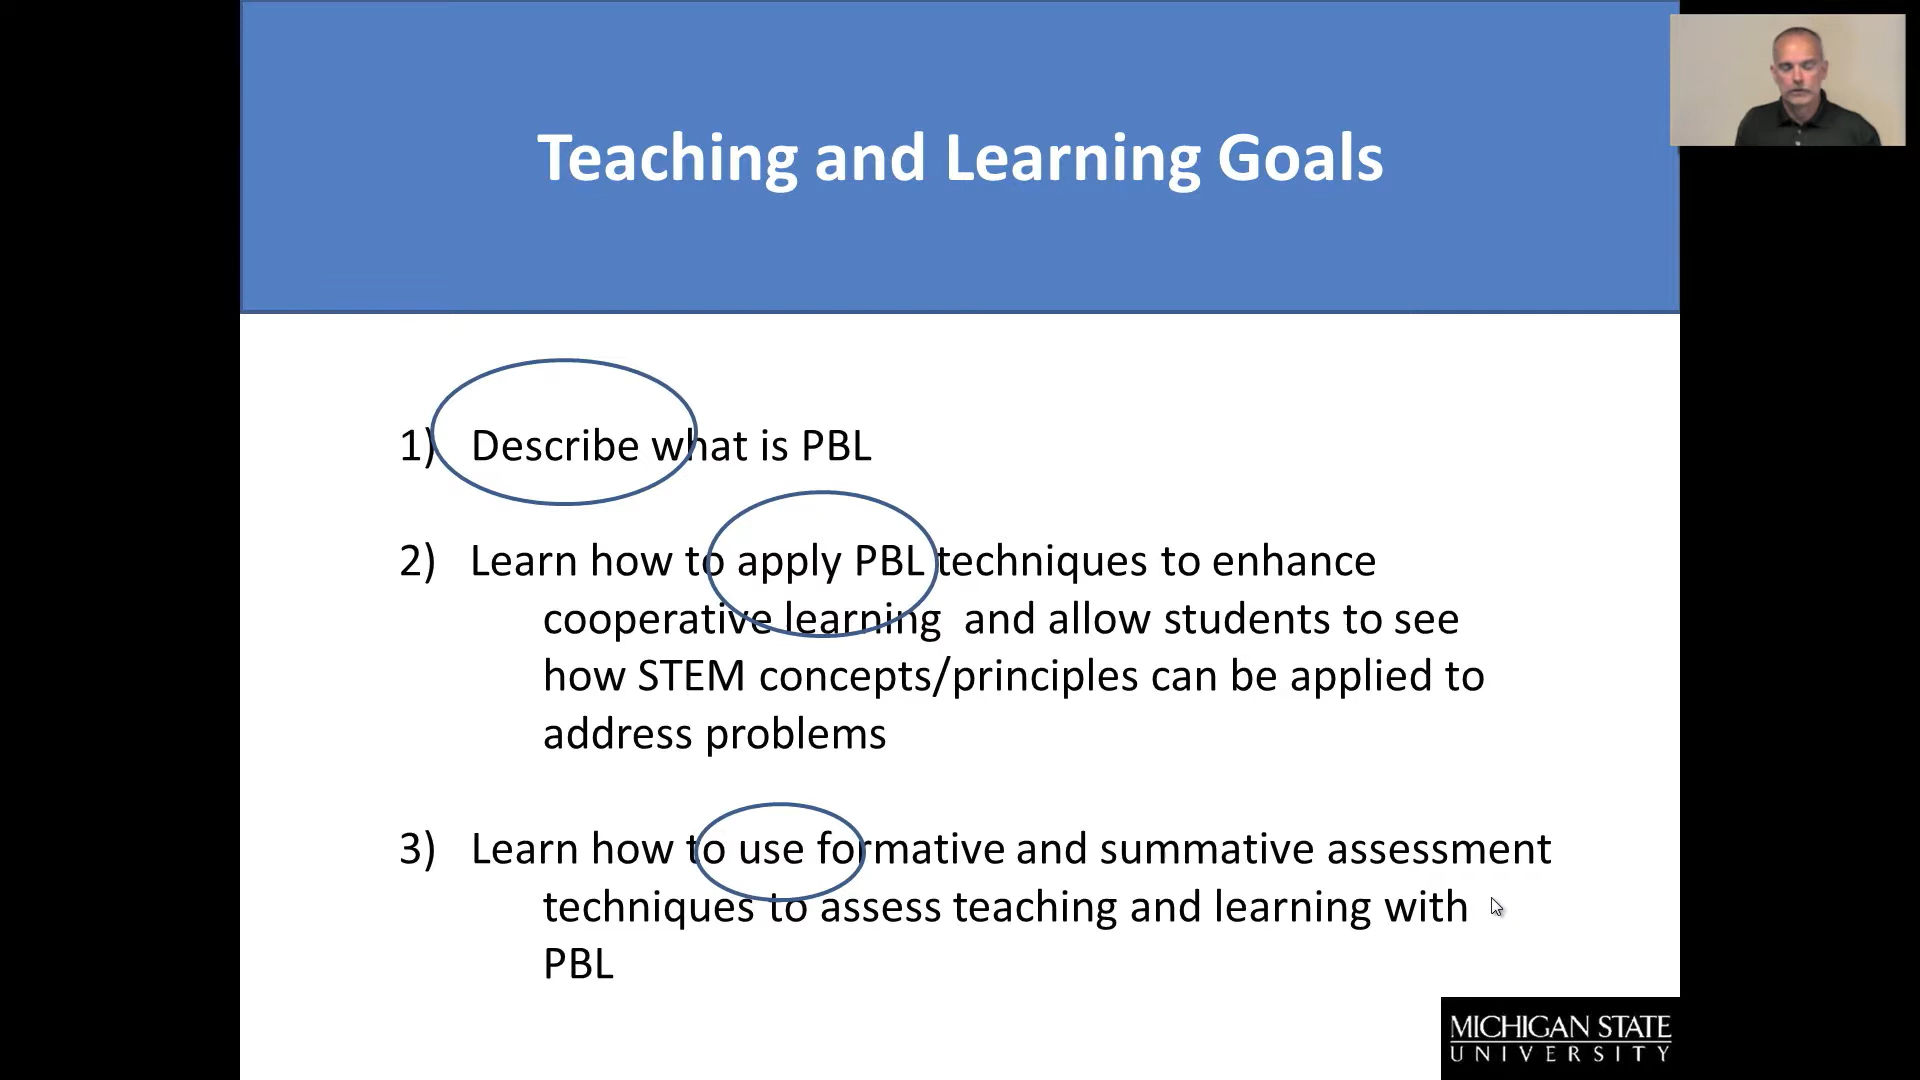 Teaching and Learning Goals
1) Describe what is PBL
2) Learn how to apply PBL techniques to enhance
cooperative learning and allow students to see
how STEM concepts/principles can be applied to
address problems
3) Learn how to use formative and summative assessment
techniques to assess teaching and learning with
PBL
MICHIGAN STATE
UNIVERSITY